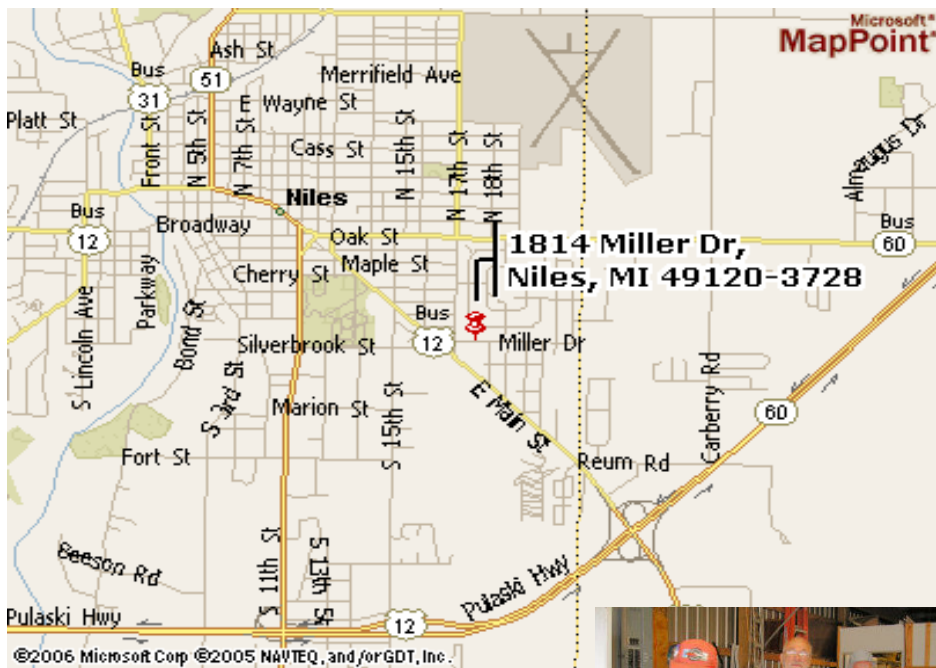 Microsoft®
MapPoint®
Ash St
Bus
51
Merrifield Ave
31
E Wayne St
Platt St
Front St
N 5th St
N 7th St
Cass St
N 15th St
N 17th St
N 18th St
Almaugus Dr
Niles
Bus
12
Broadway
Oak St
Bus
60
1814 Miller Dr,
Niles, MI 49120-3728
Maple St
Cherry St
Parkway
Bond St
S Lincoln Ave
Bus
12
Silverbrook St
Miller Dr
S 3rd St
Marion St
S 15th St
E Main St
Carberry Rd
60
Fort St
Reum Rd
Beeson Rd
S 11th St
S 13th St
Pulaski Hwy
Pulaski Hwy
12
©2006 Microsoft Corp ©2005 NAVTEQ, and/or GDT, Inc.